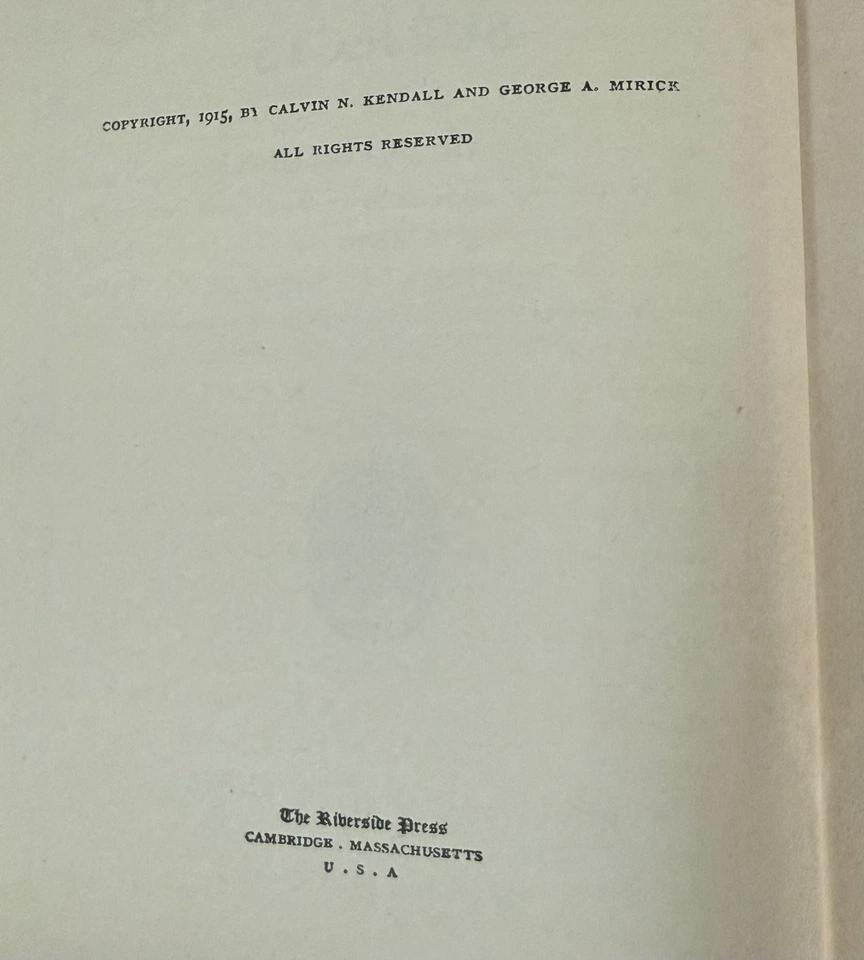 COPYRIGHT, 1915, BY CALVIN N. KENDALL AND GEORGE A. MIRICK
ALL RIGHTS RESERVED
The Riverside Press
CAMBRIDGE . MASSACHUSETTS
U . S . A